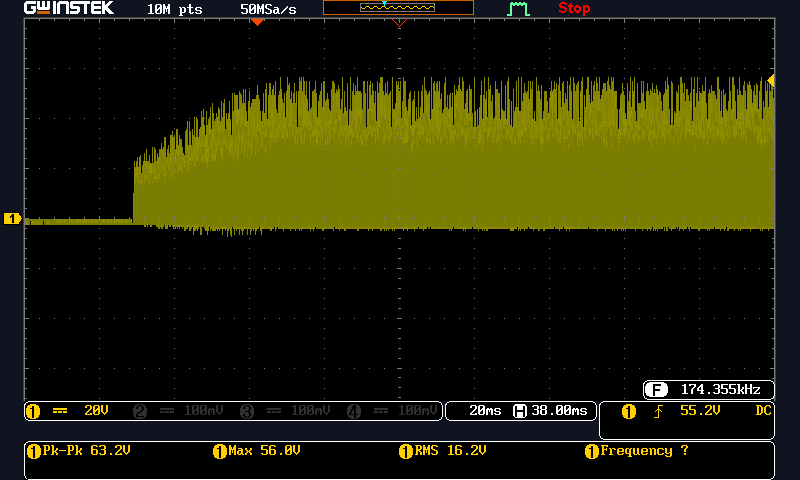 GWINSTEK 10M pts 50MSa/s Stop
1
F 174.355kHz
1 20V 2 100mV 3 100mV 4 100mV 20ms H 38.00ms 1 55.2V DC
1 Pk-Pk 63.2V 1 Max 56.0V 1 RMS 16.2V 1 Frequency ?